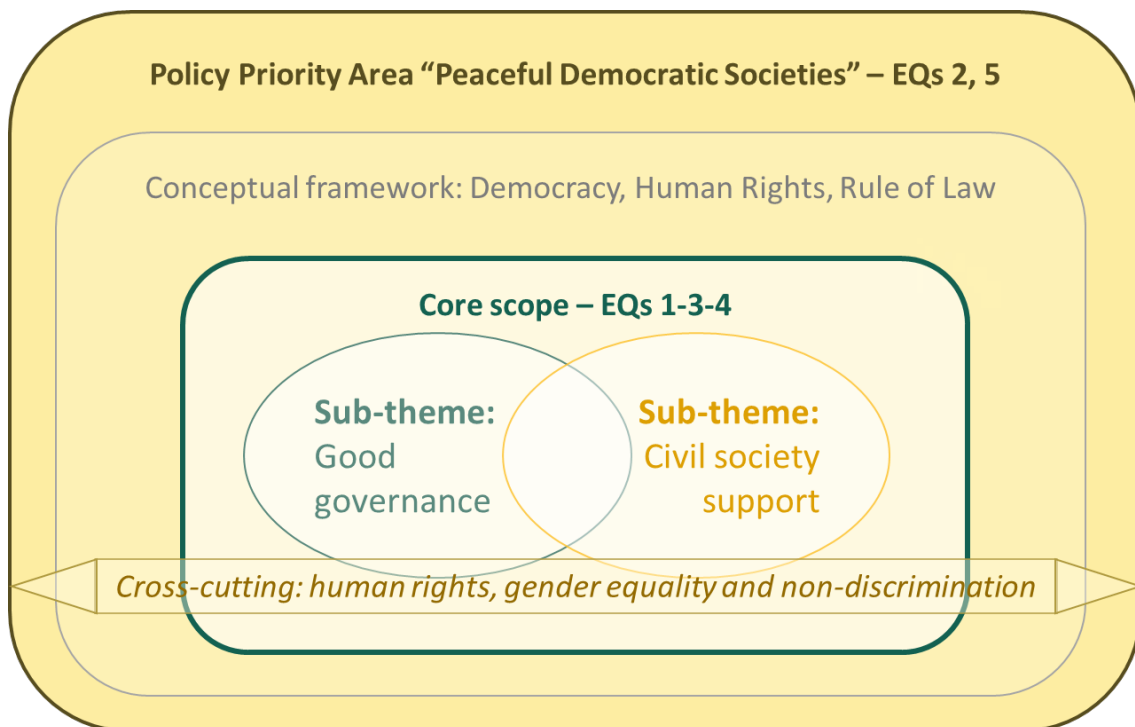 Policy Priority Area “Peaceful Democratic Societies” – EQs 2, 5
Conceptual framework: Democracy, Human Rights, Rule of Law
Core scope – EQs 1-3-4
Sub-theme:
Good
governance
Sub-theme:
Civil society
support
Cross-cutting: human rights, gender equality and non-discrimination